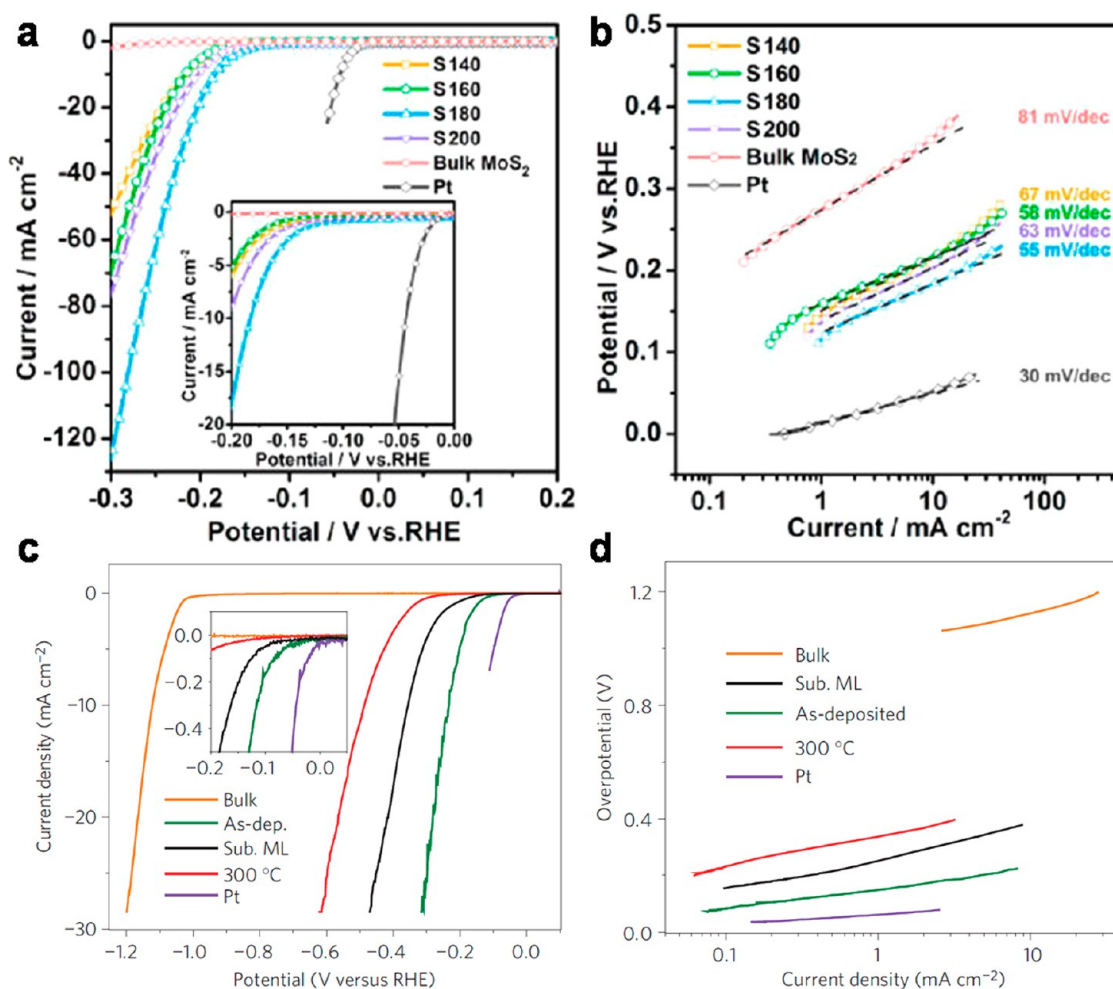 a
Current / mA cm-2
0
-20
-40
-60
-80
-100
-120
-0.3 -0.2 -0.1 0.0 0.1 0.2
Potential / V vs.RHE
S140
S160
S180
S200
Bulk MoS2
Pt
Current / mA cm-2
0
-5
-10
-15
-20
-0.20 -0.15 -0.10 -0.05 0.00
Potential / V vs.RHE
b
Potential / V vs.RHE
0.5
0.4
0.3
0.2
0.1
0.0
0.1 1 10 100
Current / mA cm-2
S140
S160
S180
S200
Bulk MoS2
Pt
81 mV/dec
67 mV/dec
58 mV/dec
63 mV/dec
55 mV/dec
30 mV/dec
c
Current density (mA cm−2)
0
−10
−20
−30
−1.2 −1.0 −0.8 −0.6 −0.4 −0.2 0.0
Potential (V versus RHE)
0.0
−0.2
−0.4
−0.2 −0.1 0.0
Bulk
As-dep.
Sub. ML
300 °C
Pt
d
Overpotential (V)
1.2
0.8
0.4
0.0
0.1 1 10
Current density (mA cm−2)
Bulk
Sub. ML
As-deposited
300 °C
Pt